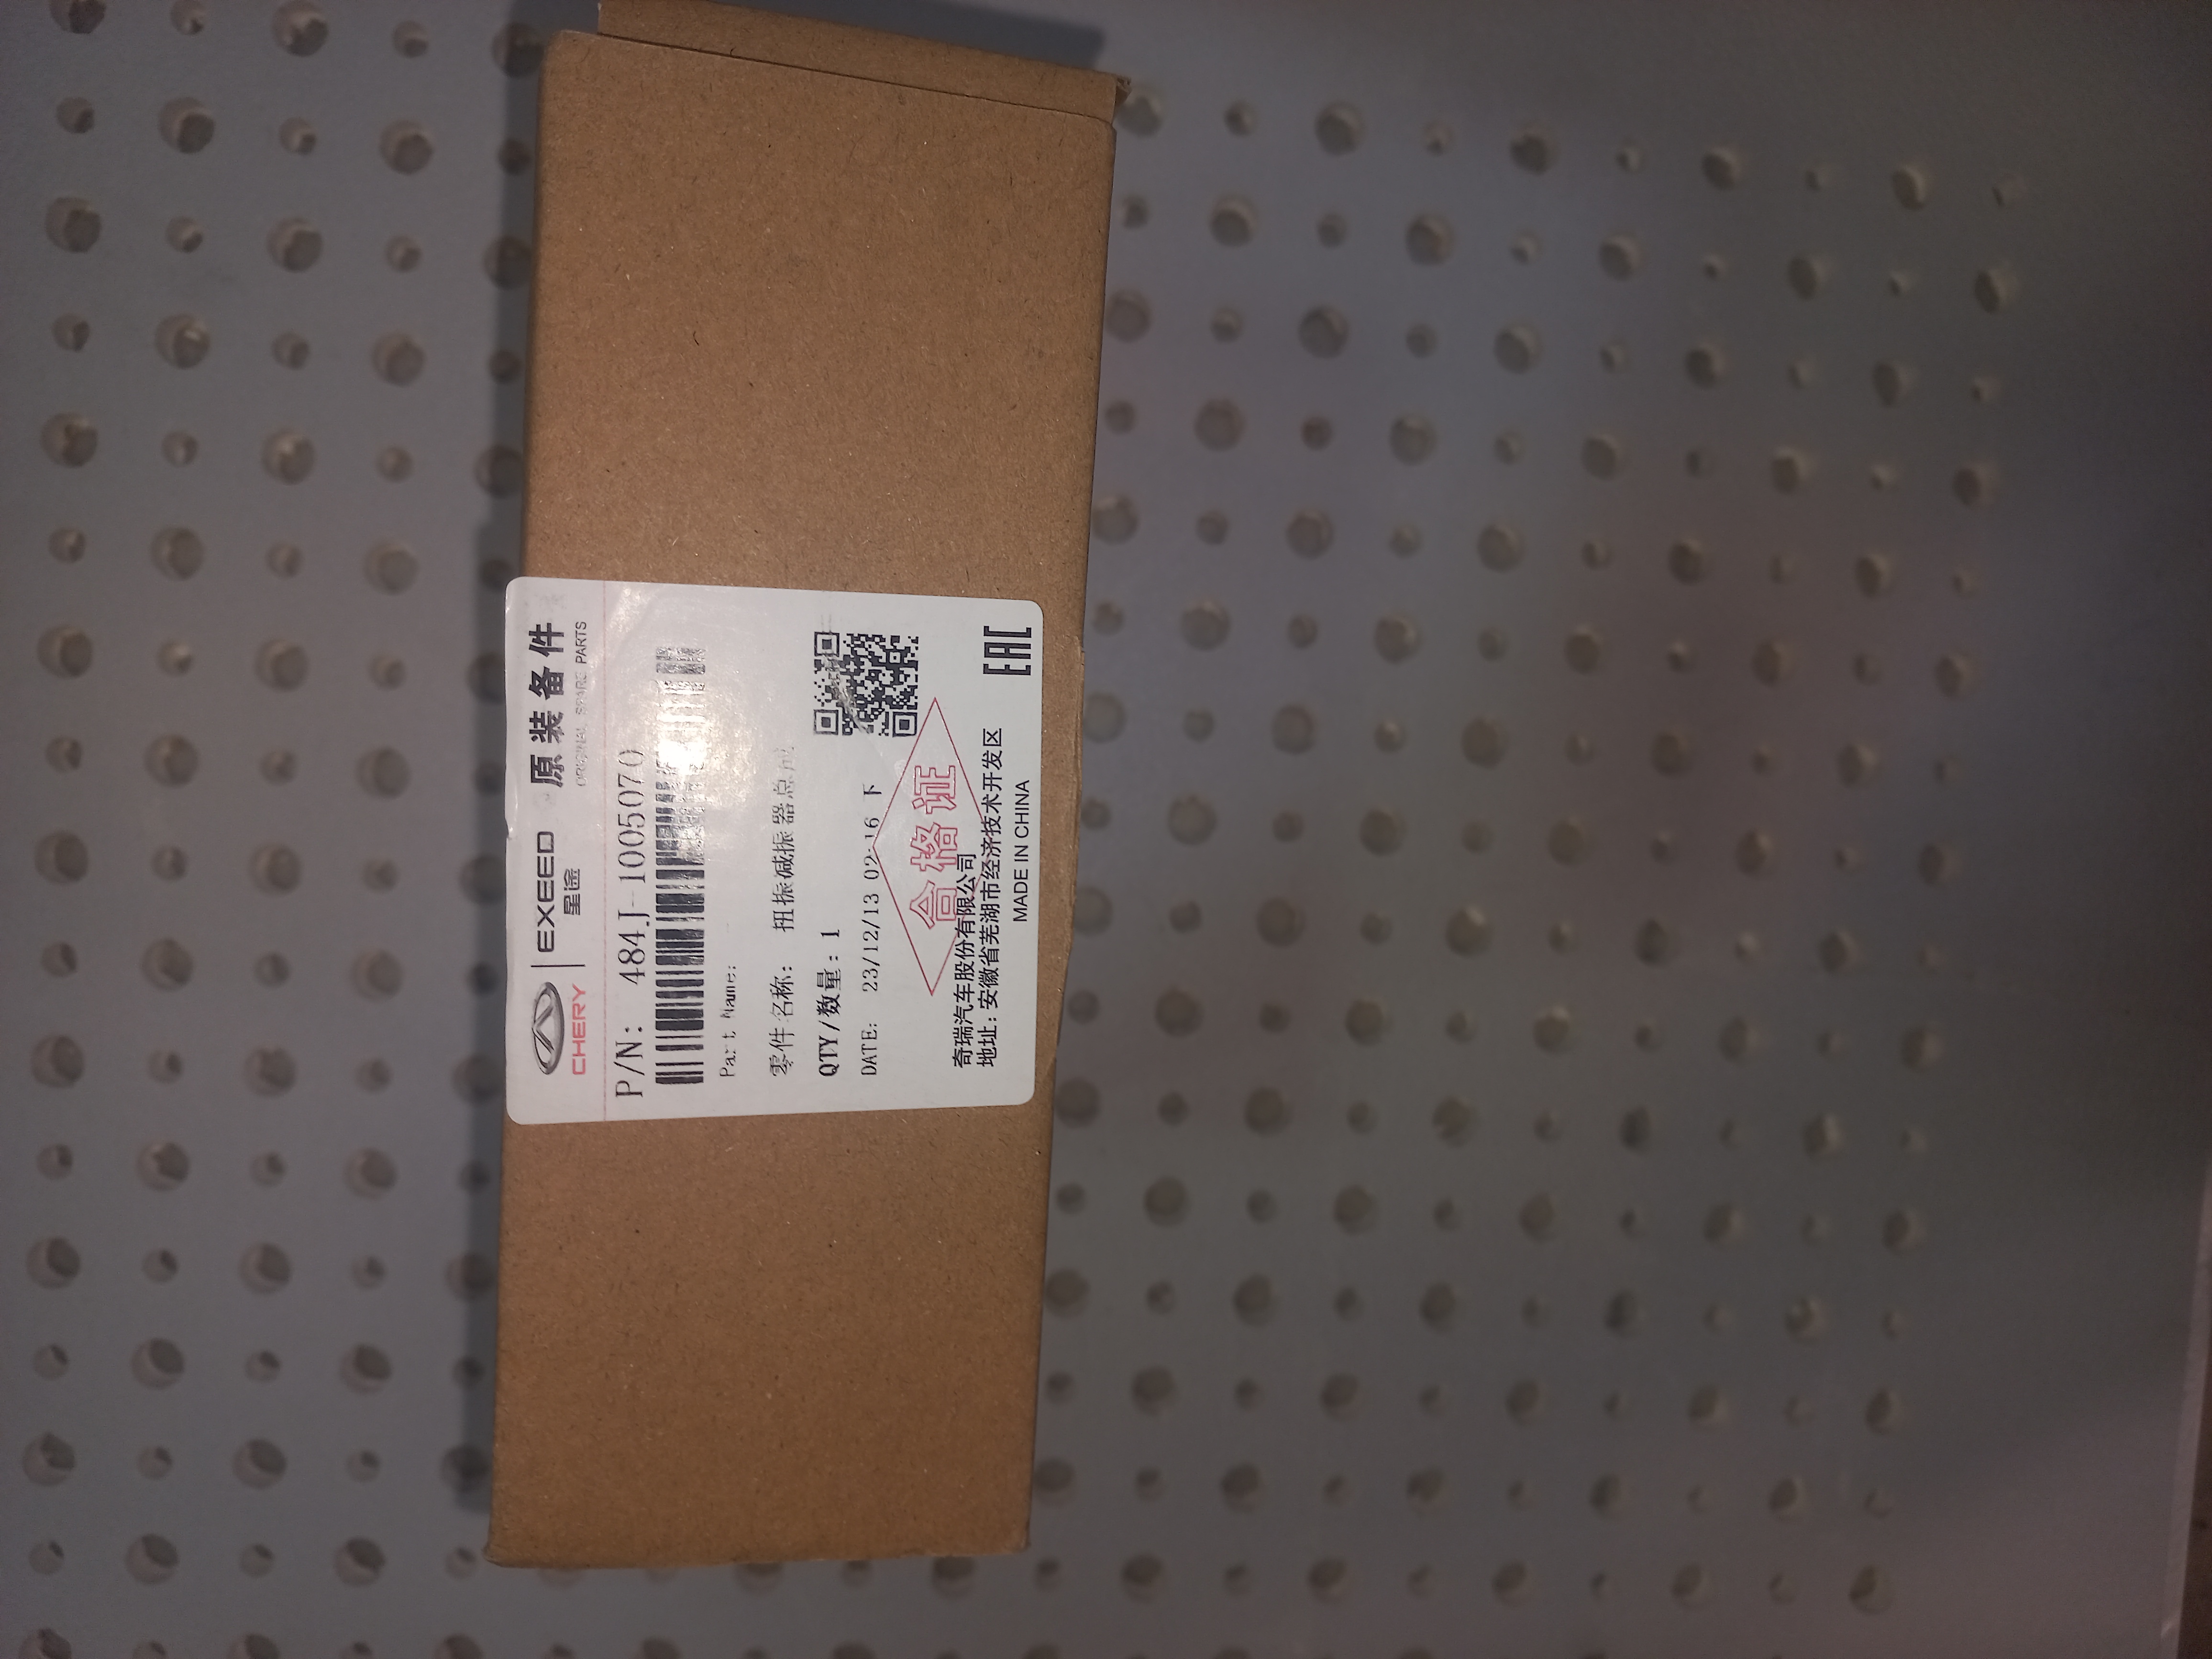 CHERY
EXEED
星途
原装备件
ORIGINAL SPARE PARTS
P/N: 484J-1005070
Part Name:
零件名称: 扭振减振器总成
QTY/数量: 1
DATE: 23/12/13 02-16 下
合格证
奇瑞汽车股份有限公司
地址: 安徽省芜湖市经济技术开发区
MADE IN CHINA
EAC